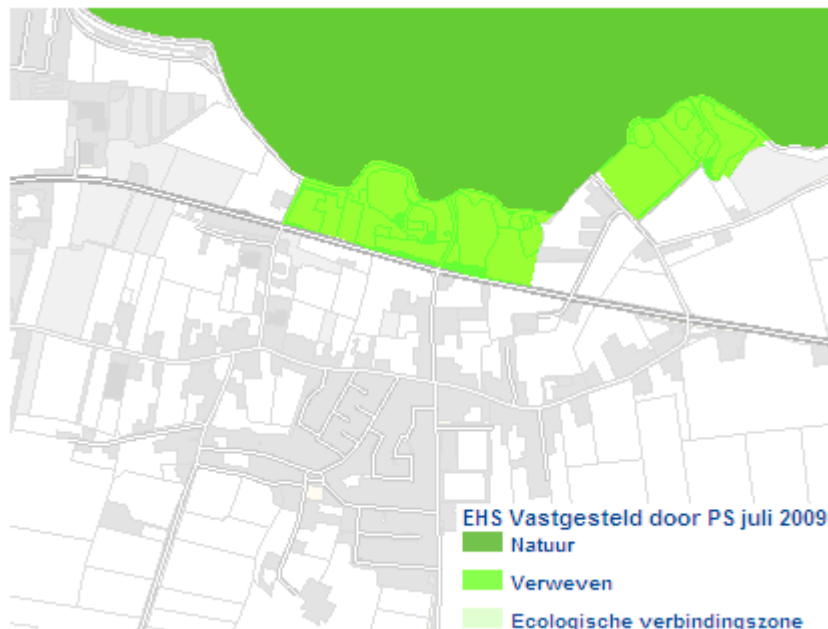 EHS Vastgesteld door PS juli 2009
Natuur
Verweven
Ecologische verbindingszone